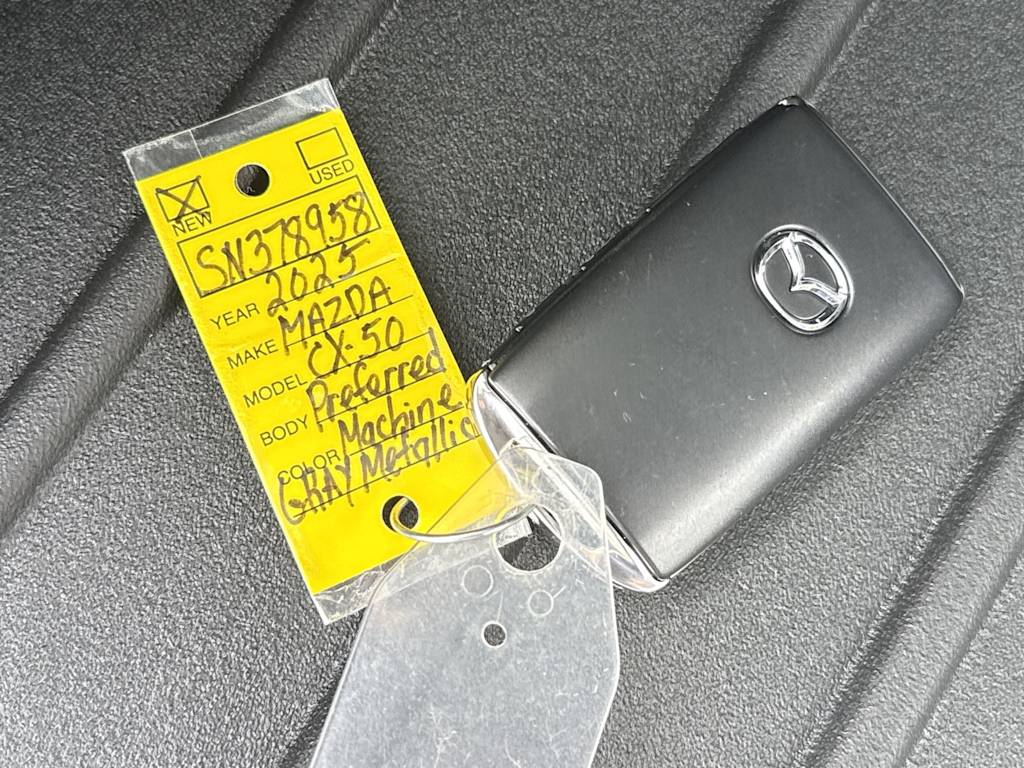 NEW
USED
SN378958
YEAR 2025
MAKE MAZDA
MODEL CX-50
BODY Preferred
COLOR Machine
GRAY Metallic